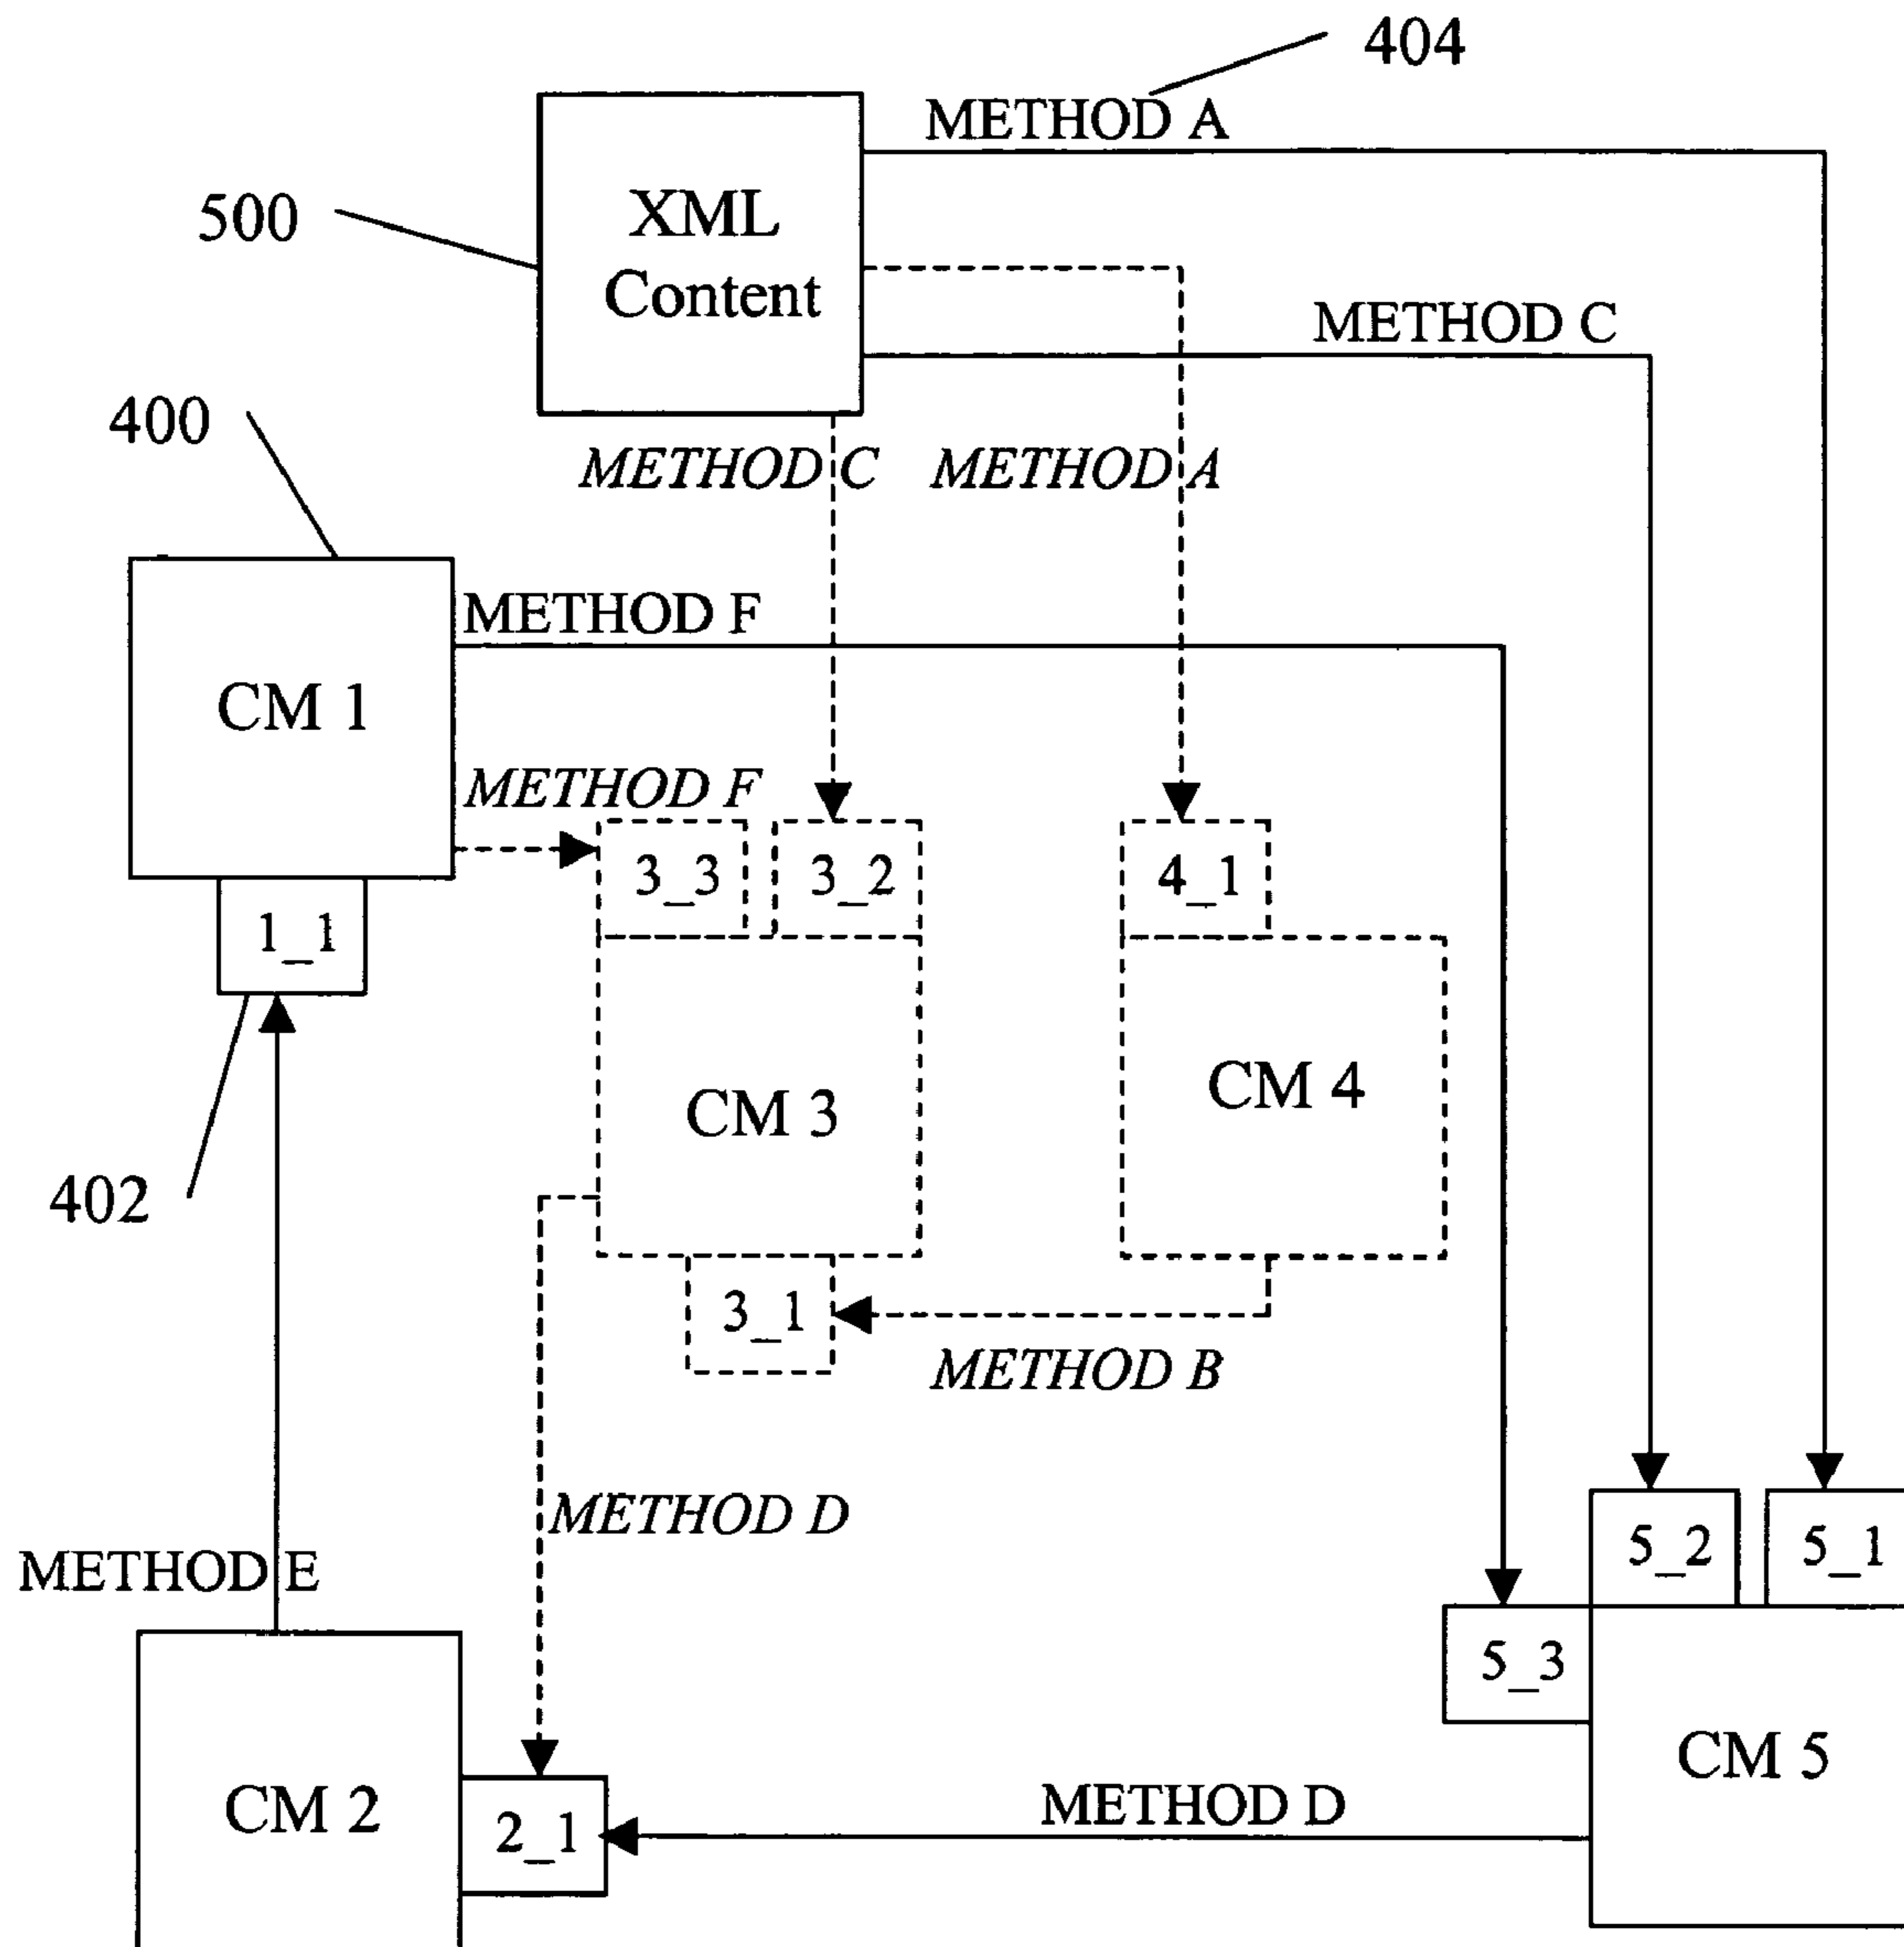 404
METHOD A
500
XML
Content
METHOD C
400
METHOD C
METHOD A
METHOD F
CM 1
METHOD F
3_3
3_2
4_1
1_1
CM 3
CM 4
402
3_1
METHOD B
METHOD D
METHOD E
5_2
5_1
5_3
CM 5
CM 2
METHOD D
2_1